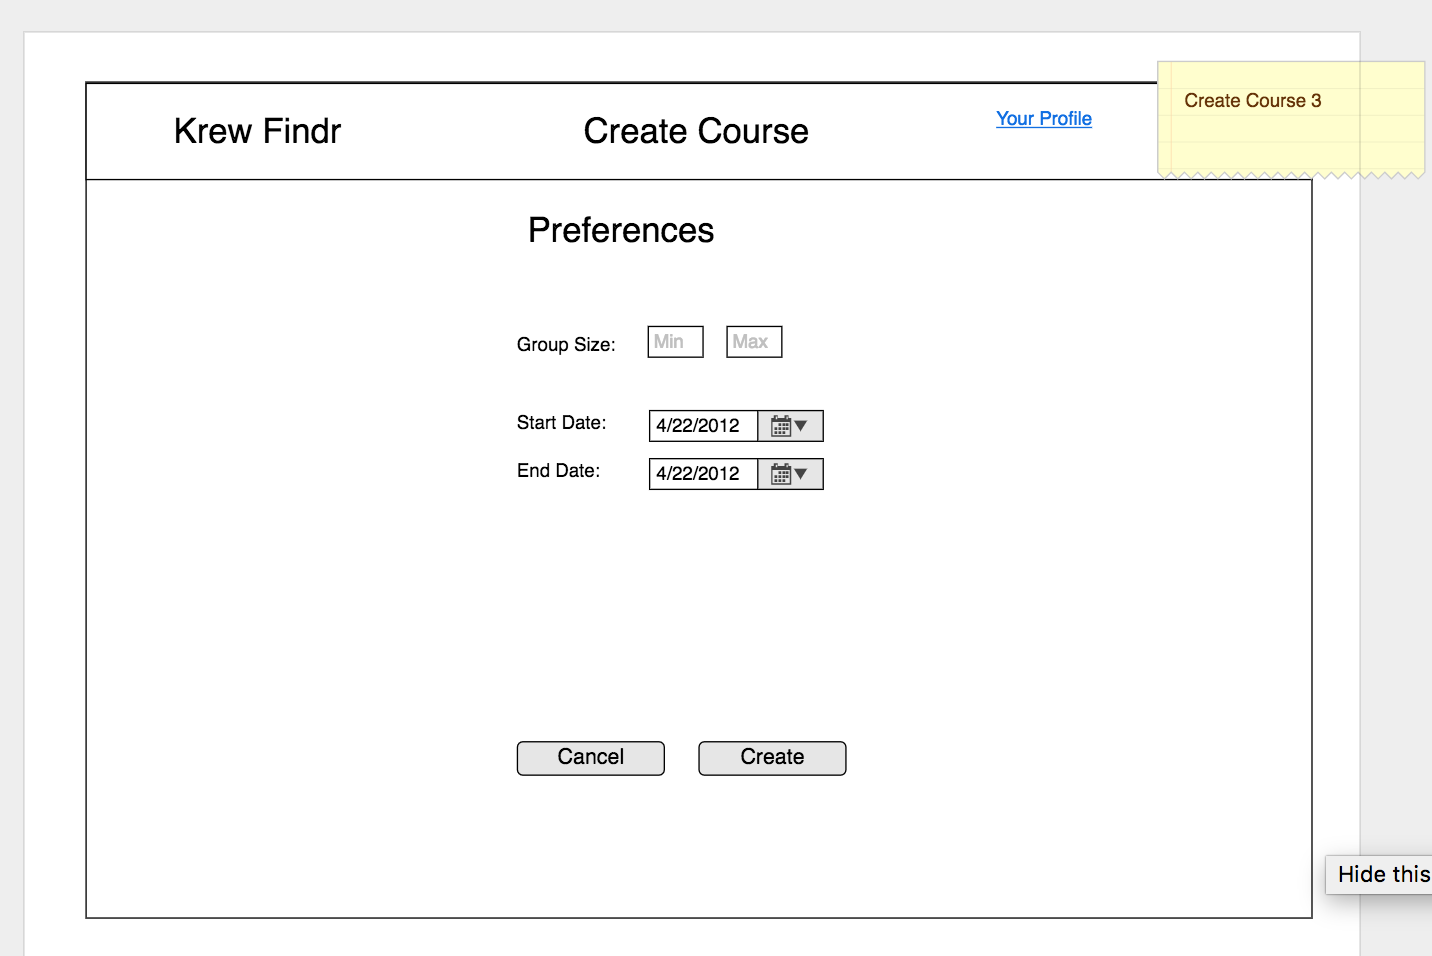 Krew Findr
Create Course
Your Profile
Create Course 3
Preferences
Group Size:
Min
Max
Start Date:
4/22/2012
End Date:
4/22/2012
Cancel
Create
Hide this